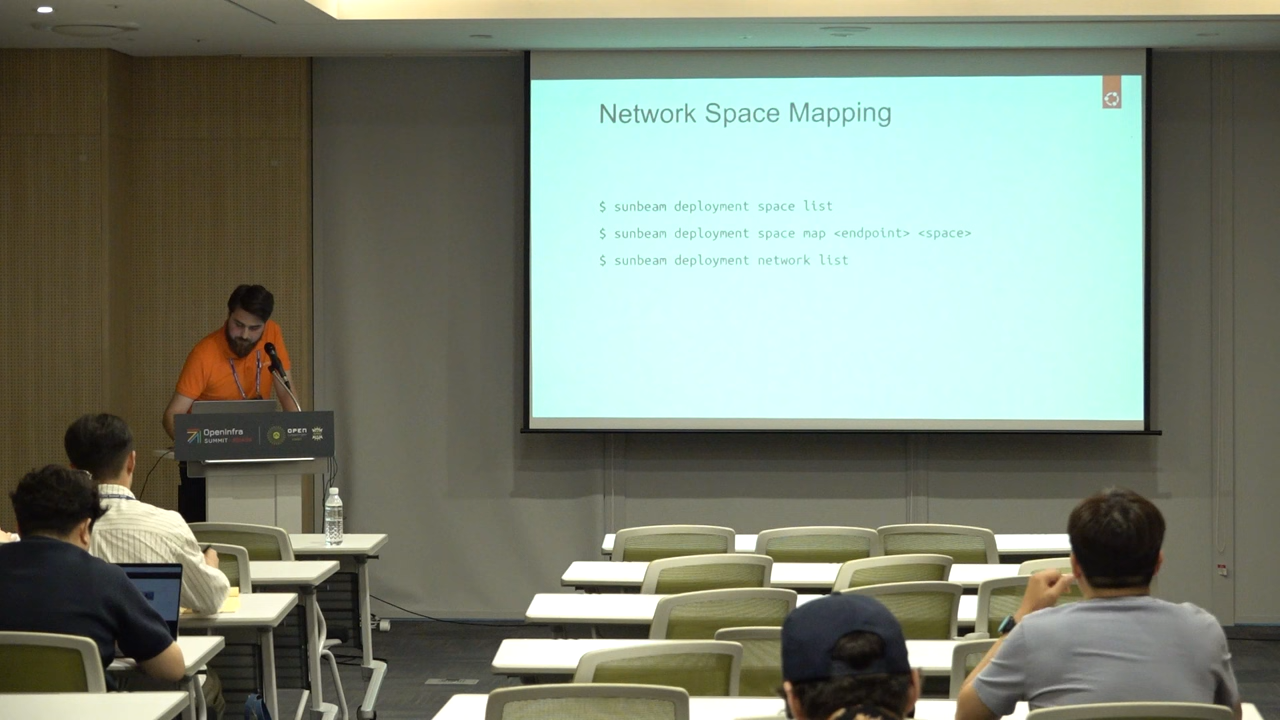 Network Space Mapping
$ sunbeam deployment space list
$ sunbeam deployment space map <endpoint> <space>
$ sunbeam deployment network list
OpenInfra
SUMMIT
OPEN